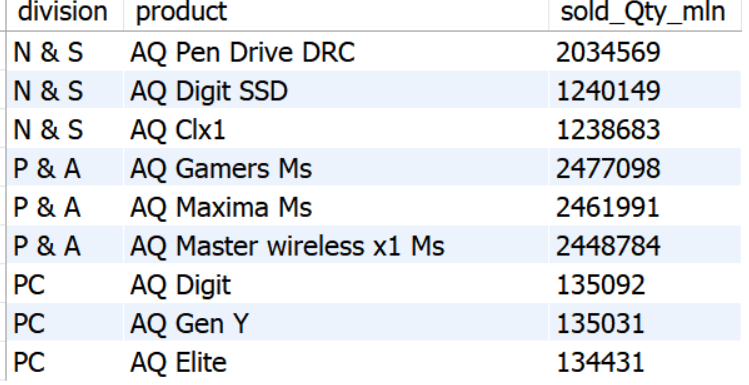 division product sold_Qty_mln
N & S AQ Pen Drive DRC 2034569
N & S AQ Digit SSD 1240149
N & S AQ Clx1 1238683
P & A AQ Gamers Ms 2477098
P & A AQ Maxima Ms 2461991
P & A AQ Master wireless x1 Ms 2448784
PC AQ Digit 135092
PC AQ Gen Y 135031
PC AQ Elite 134431